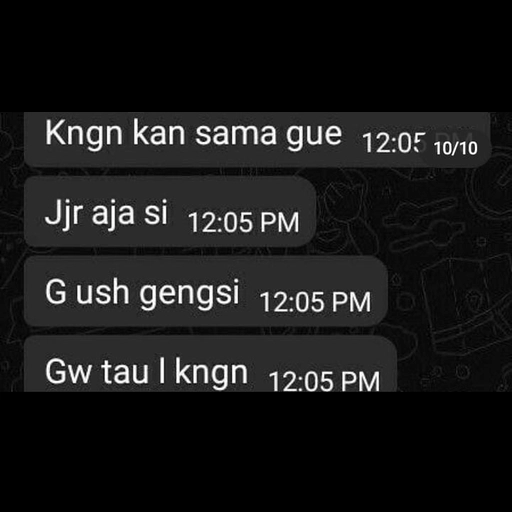 Kngn kan sama gue 12:05 PM 10/10
Jjr aja si 12:05 PM
G ush gengsi 12:05 PM
Gw tau l kngn 12:05 PM